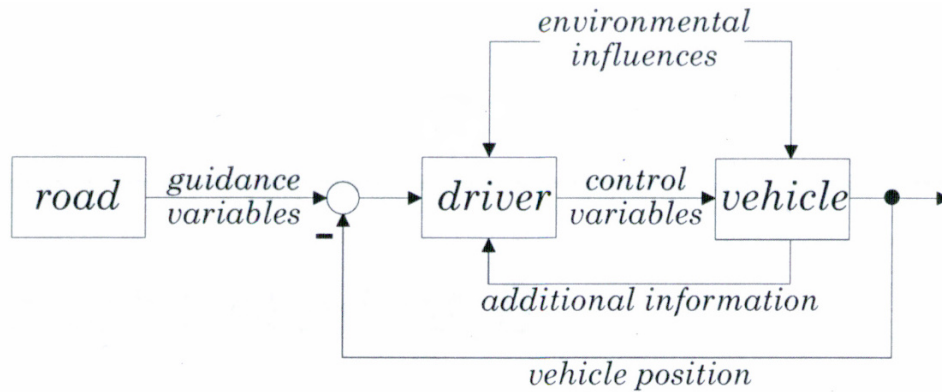 environmental
influences
road
guidance
variables
driver
control
variables
vehicle
-
additional information
vehicle position